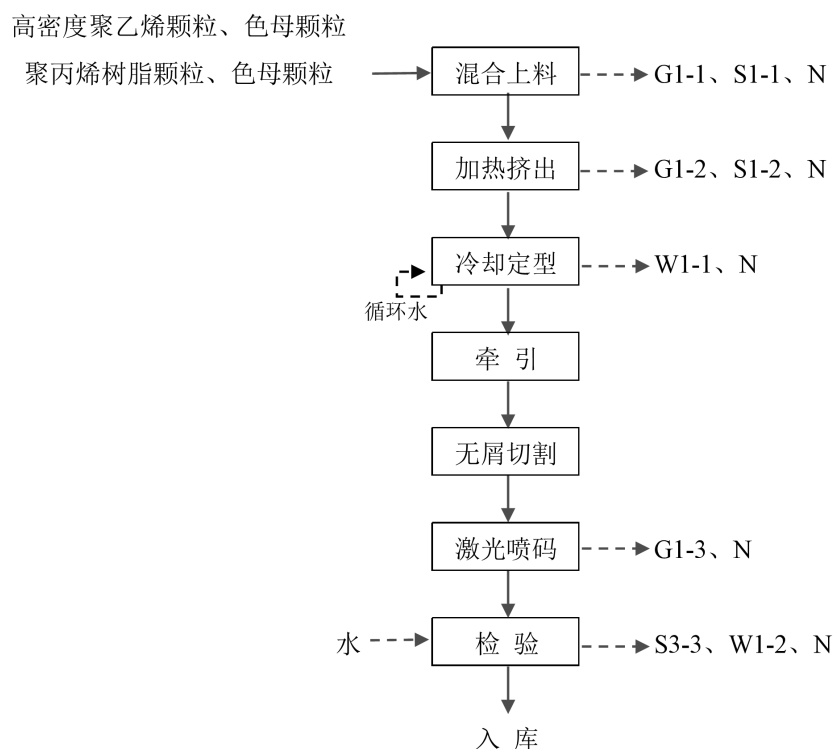 高密度聚乙烯颗粒、色母颗粒
聚丙烯树脂颗粒、色母颗粒
混合上料
G1-1、S1-1、N
加热挤出
G1-2、S1-2、N
冷却定型
W1-1、N
循环水
牵 引
无屑切割
激光喷码
G1-3、N
水
检 验
S3-3、W1-2、N
入 库